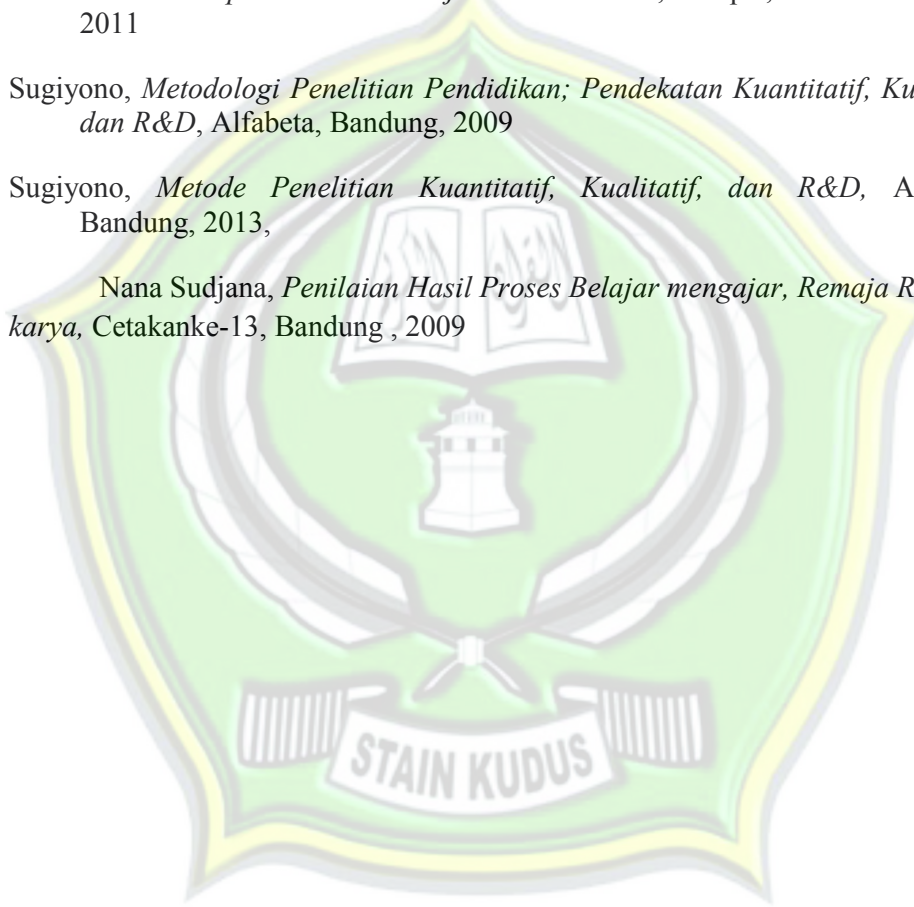 2011
Sugiyono, Metodologi Penelitian Pendidikan; Pendekatan Kuantitatif, Ku
dan R&D, Alfabeta, Bandung, 2009
Sugiyono, Metode Penelitian Kuantitatif, Kualitatif, dan R&D, A
Bandung, 2013,
Nana Sudjana, Penilaian Hasil Proses Belajar mengajar, Remaja R
karya, Cetakanke-13, Bandung , 2009
STAIN KUDUS